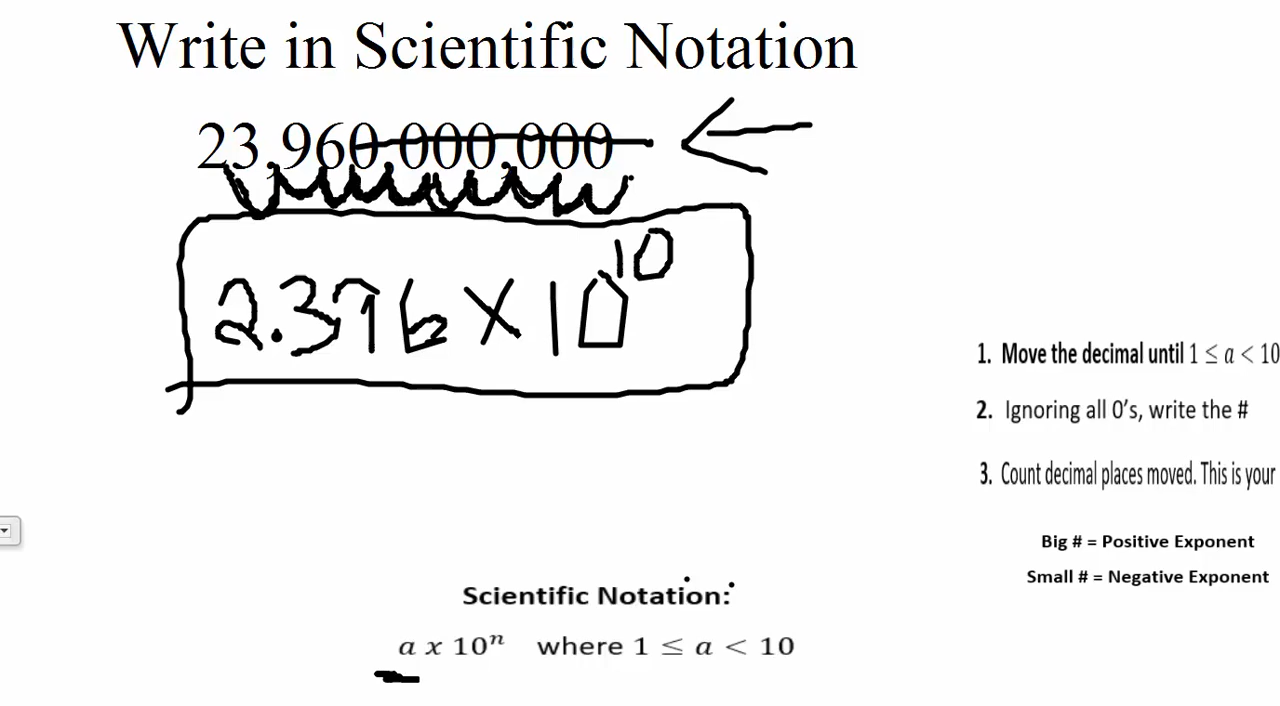 Write in Scientific Notation
23,960,000,000
2.396 X 10^10
1. Move the decimal until 1 ≤ a < 10
2. Ignoring all 0's, write the #
3. Count decimal places moved. This is your
Big # = Positive Exponent
Small # = Negative Exponent
Scientific Notation:
a x 10ⁿ where 1 ≤ a < 10